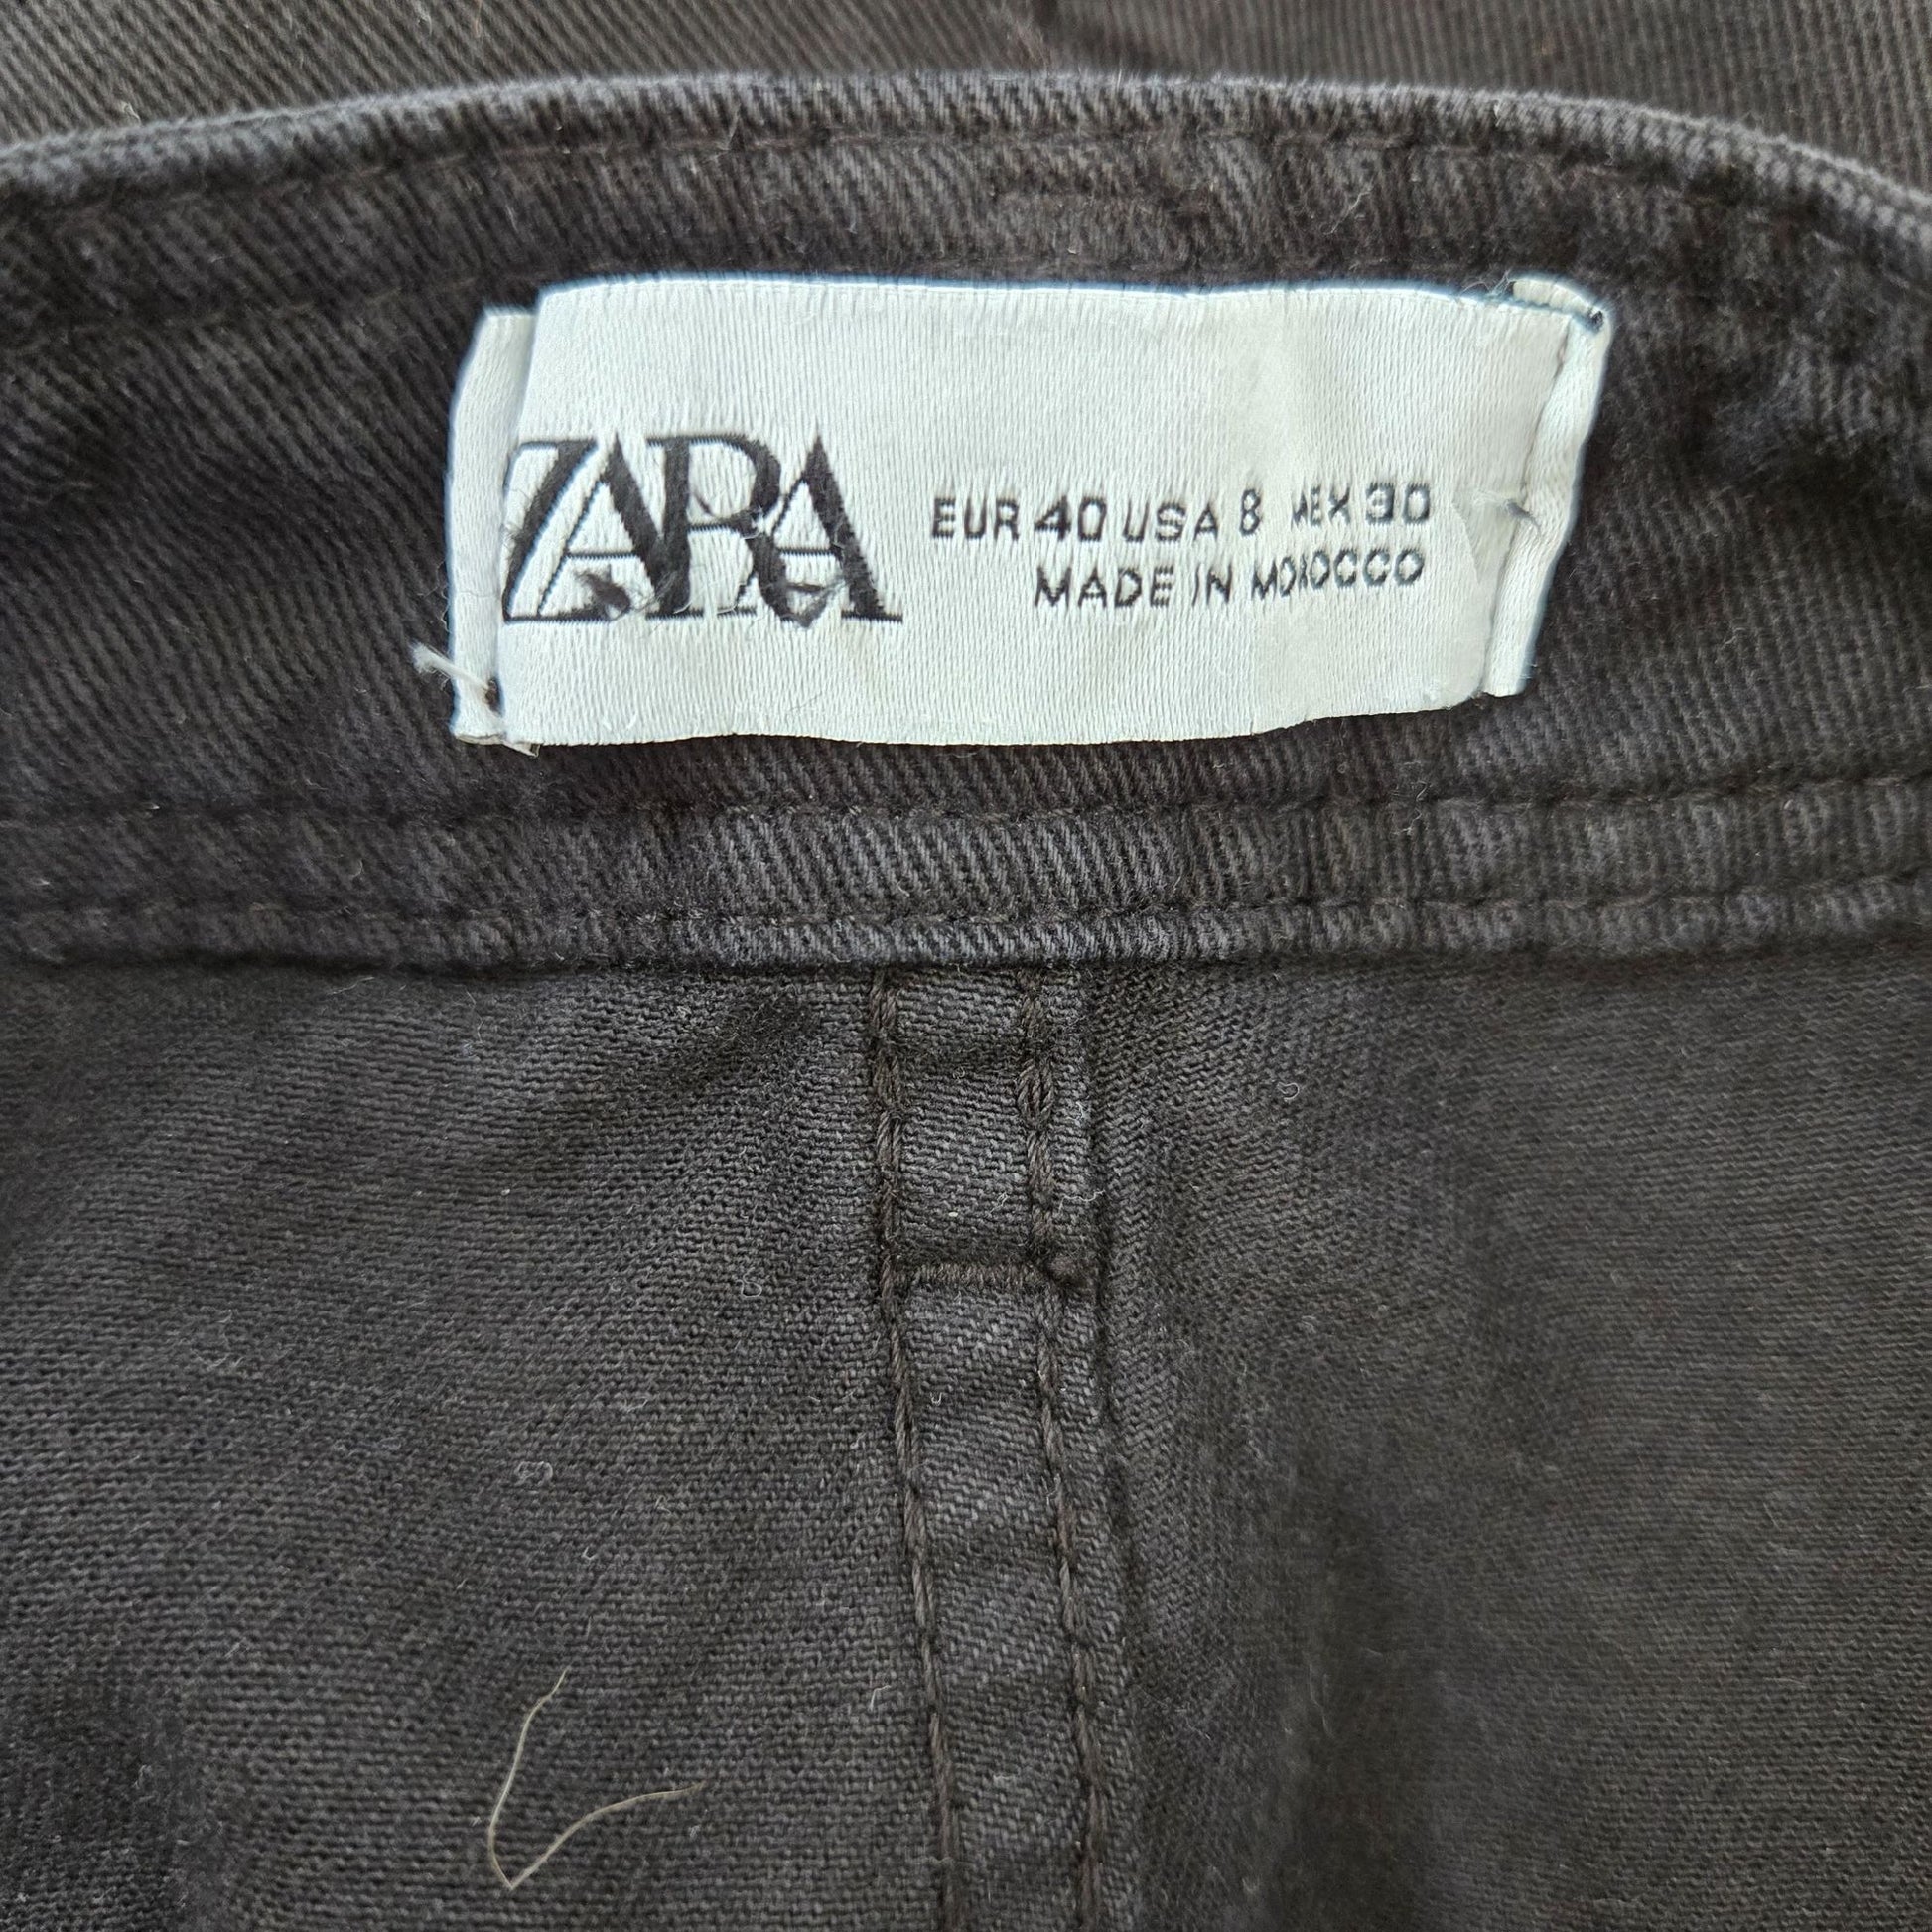 ZARA
EUR 40 USA 8 MEX 30
MADE IN MOROCCO